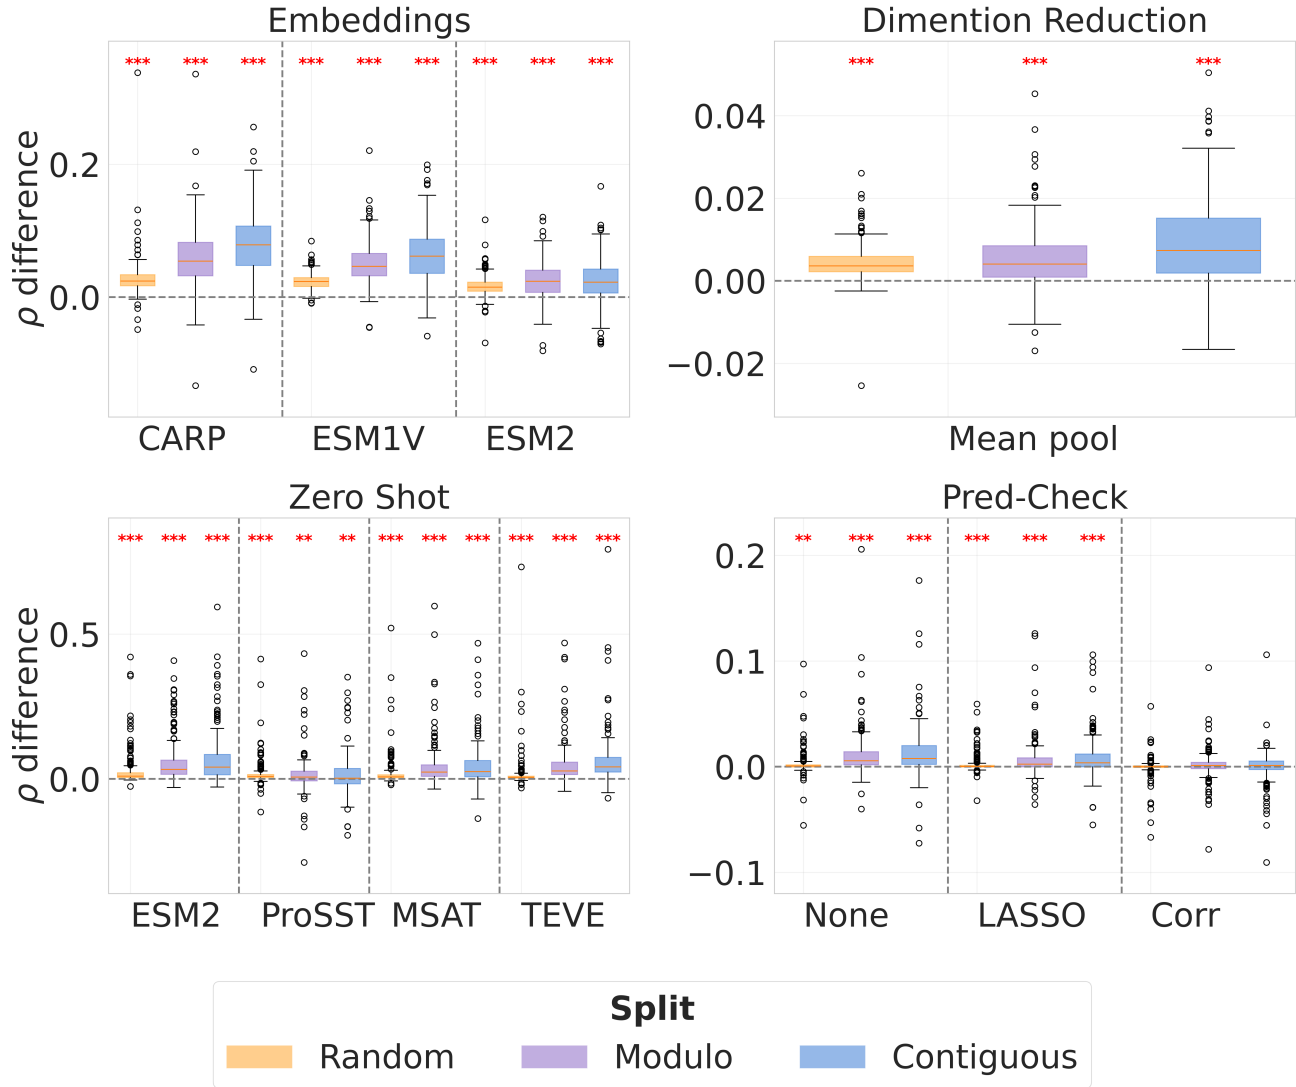 Embeddings
Dimention Reduction
*** *** *** *** *** *** *** *** ***
*** *** ***
ρ difference
0.2
0.0
0.04
0.02
0.00
−0.02
CARP ESM1V ESM2
Mean pool
Zero Shot
Pred-Check
*** *** *** *** ** ** *** *** *** *** *** ***
** *** *** *** *** ***
ρ difference
0.5
0.0
0.2
0.1
0.0
−0.1
ESM2 ProSST MSAT TEVE
None LASSO Corr
Split
Random Modulo Contiguous